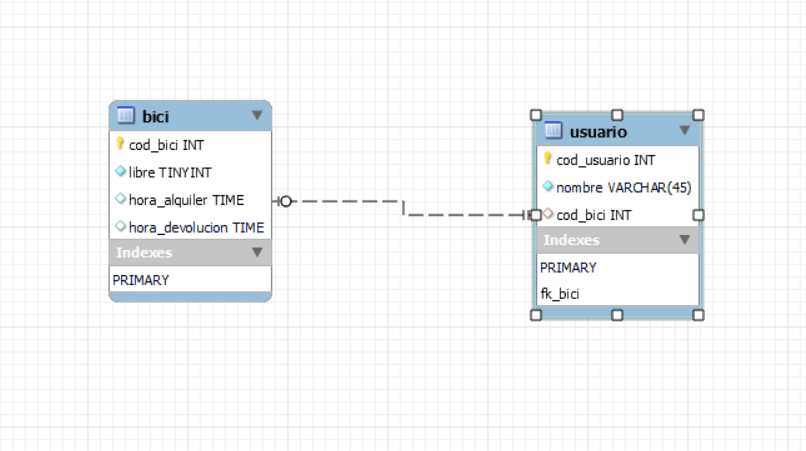 bici
cod_bici INT
libre TINYINT
hora_alquiler TIME
hora_devolucion TIME
Indexes
PRIMARY
usuario
cod_usuario INT
nombre VARCHAR(45)
cod_bici INT
Indexes
PRIMARY
fk_bici